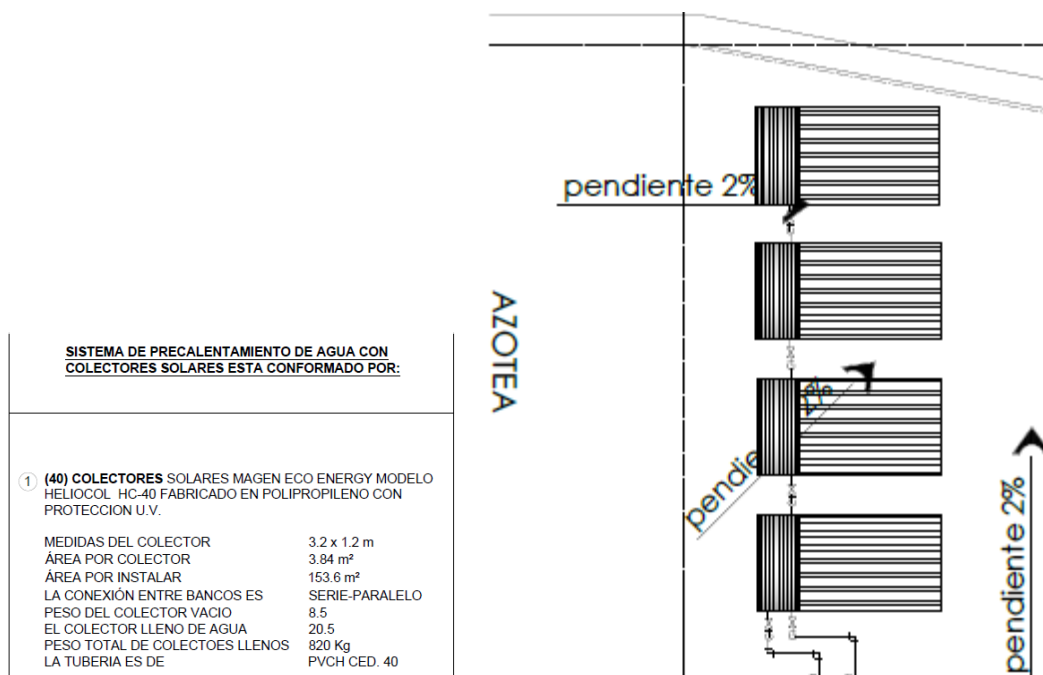 SISTEMA DE PRECALENTAMIENTO DE AGUA CON
COLECTORES SOLARES ESTA CONFORMADO POR:
1 (40) COLECTORES SOLARES MAGEN ECO ENERGY MODELO
HELIOCOL HC-40 FABRICADO EN POLIPROPILENO CON
PROTECCION U.V.
MEDIDAS DEL COLECTOR 3.2 x 1.2 m
ÁREA POR COLECTOR 3.84 m²
ÁREA POR INSTALAR 153.6 m²
LA CONEXIÓN ENTRE BANCOS ES SERIE-PARALELO
PESO DEL COLECTOR VACIO 8.5
EL COLECTOR LLENO DE AGUA 20.5
PESO TOTAL DE COLECTOES LLENOS 820 Kg
LA TUBERIA ES DE PVCH CED. 40
pendiente 2%
AZOTEA
pendie 2%
pendiente 2%